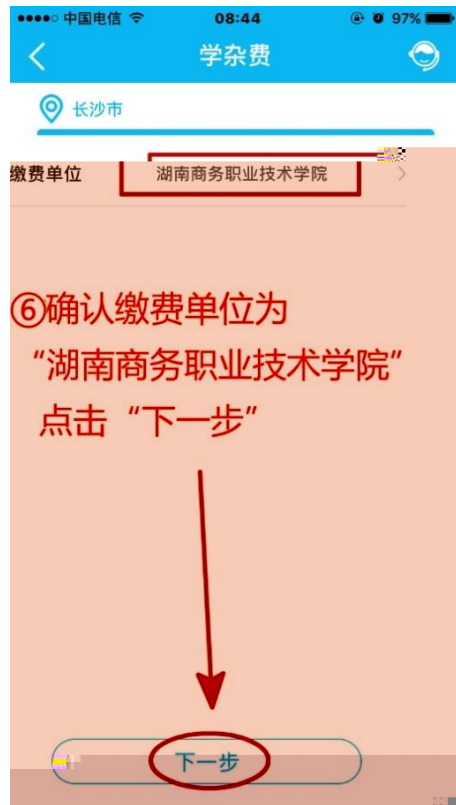 中国电信 08:44 97%
学杂费
长沙市
缴费单位 湖南商务职业技术学院
⑥确认缴费单位为
“湖南商务职业技术学院”
点击“下一步”
下一步